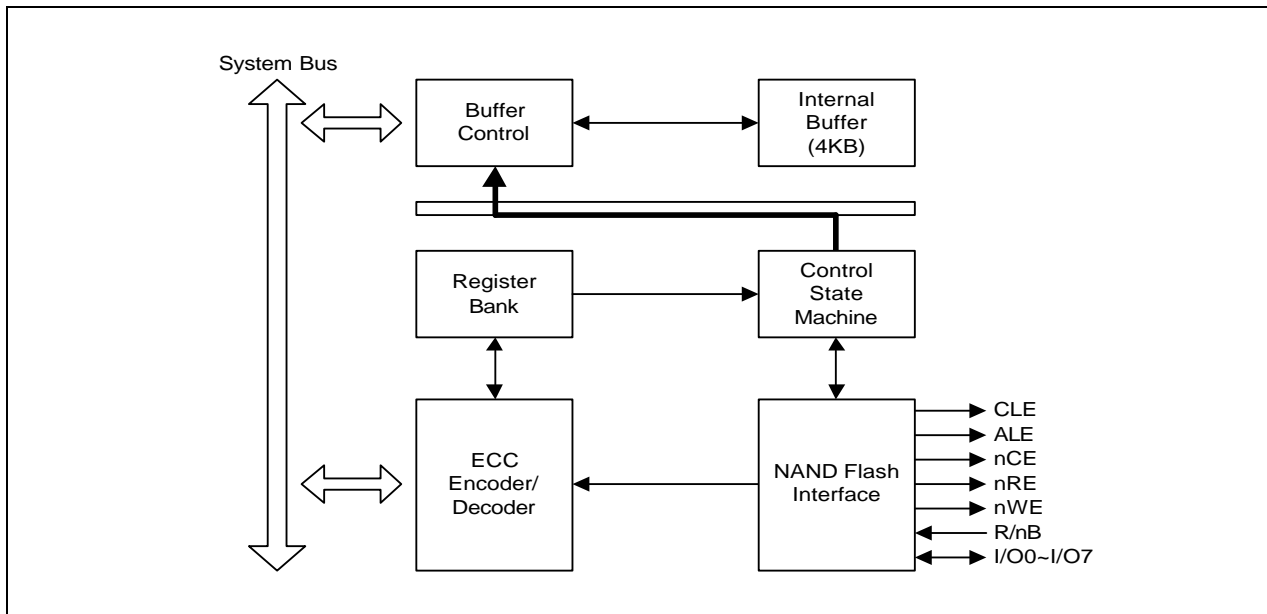 System Bus
Buffer
Control
Internal
Buffer
(4KB)
Register
Bank
Control
State
Machine
ECC
Encoder/
Decoder
NAND Flash
Interface
CLE
ALE
nCE
nRE
nWE
R/nB
I/O0~I/O7